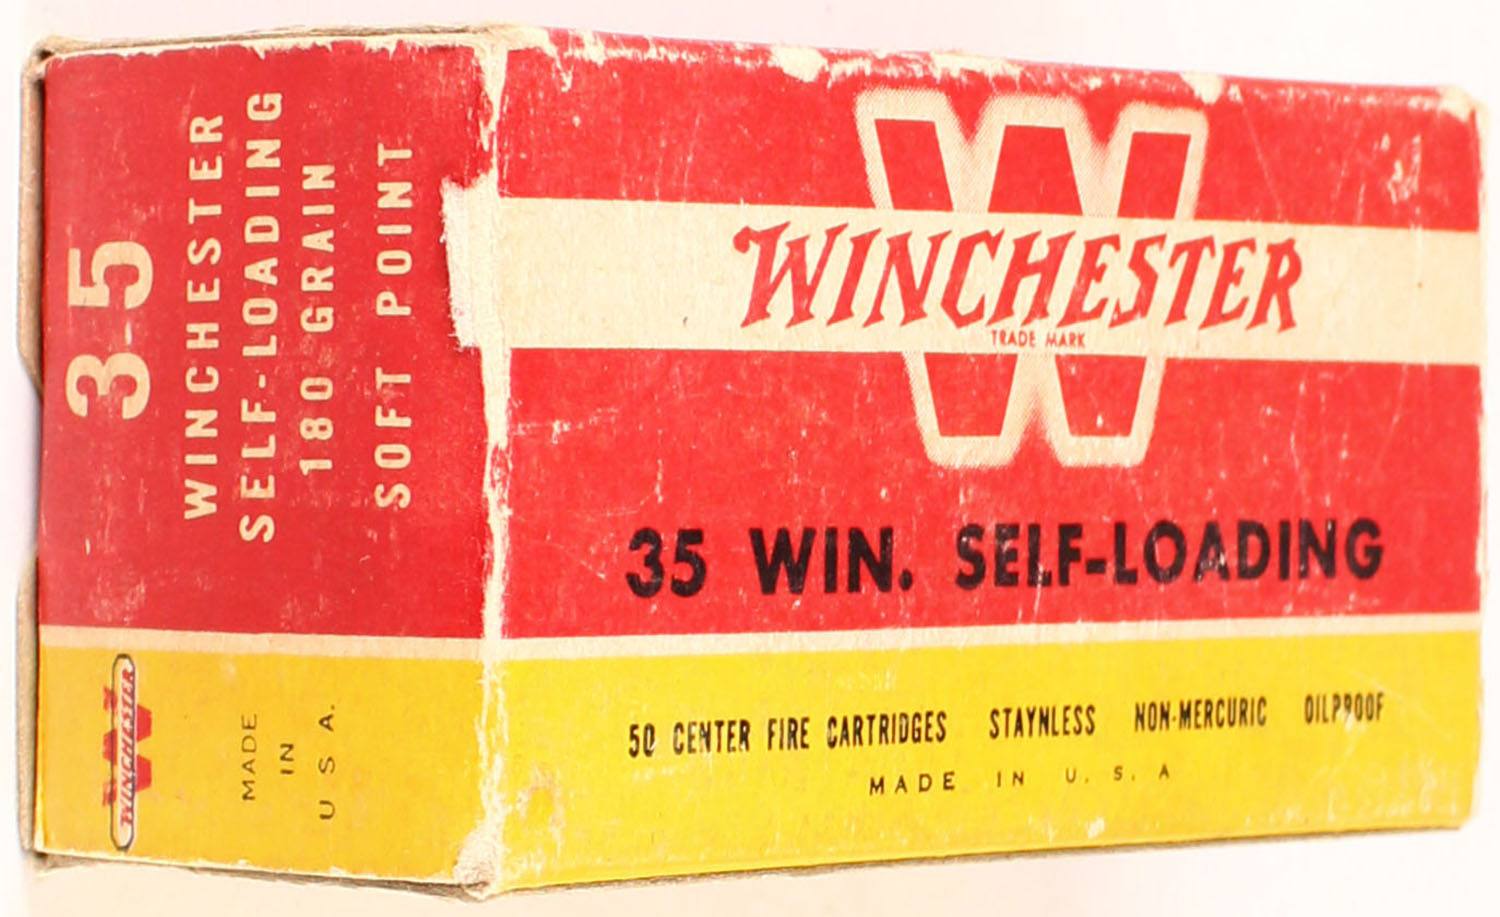 35
WINCHESTER
SELF-LOADING
180 GRAIN
SOFT POINT
WINCHESTER
MADE
IN
U S A.
W
WINCHESTER
TRADE MARK
35 WIN. SELF-LOADING
50 CENTER FIRE CARTRIDGES STAYNLESS NON-MERCURIC OILPROOF
MADE IN U. S. A